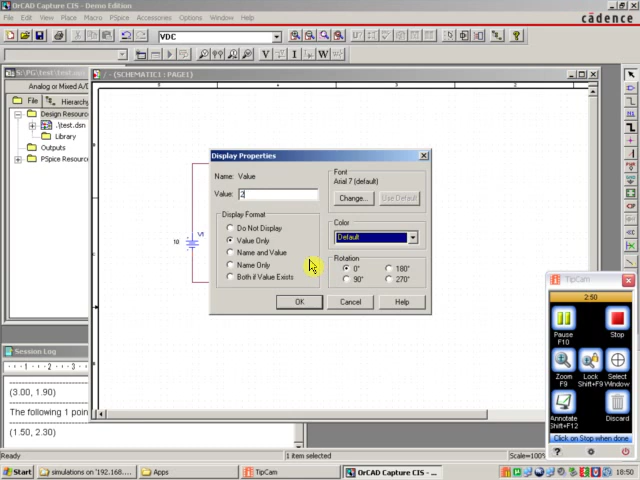 OrCAD Capture CIS - Demo Edition
File Edit View Place Macro PSpice Accessories Options Window Help
cādence
VDC
V I W
S:\PG\test\test
/ - (SCHEMATIC1 : PAGE1)
Analog or Mixed A/D
File Hierarchy
Design Resources
.\test.dsn
Library
Outputs
PSpice Resources
V1
10
Display Properties
Name: Value
Value: 2
Font
Arial 7 (default)
Change... Use Default
Display Format
Do Not Display
Value Only
Name and Value
Name Only
Both if Value Exists
Color
Default
Rotation
0° 180°
90° 270°
OK Cancel Help
TipCam
2:50
Pause F10
Stop
Zoom F9
Lock Shift+F9
Select Window
Annotate Shift+F12
Discard
Click on Stop when done
Session Log
(3.00, 1.90)
The following 1 poin
(1.50, 2.30)
Ready
1 item selected
Scale=100%
Start simulations on '192.168.... Apps TipCam OrCAD Capture CIS - ... 18:50